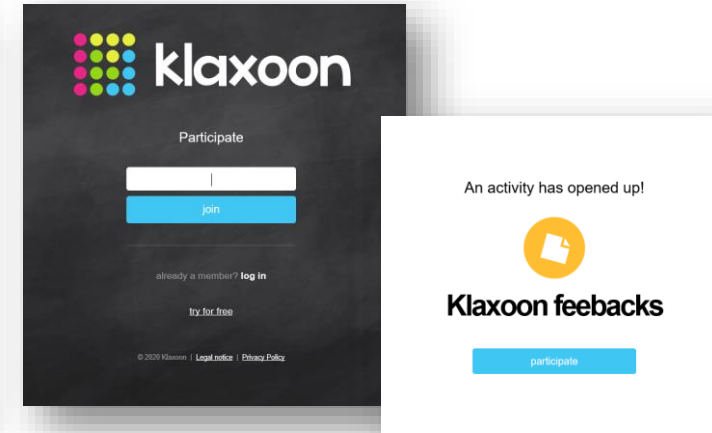 klaxoon
Participate
join
already a member? log in
try for free
© 2020 Klaxoon | Legal notice | Privacy Policy
An activity has opened up!
Klaxoon feebacks
participate